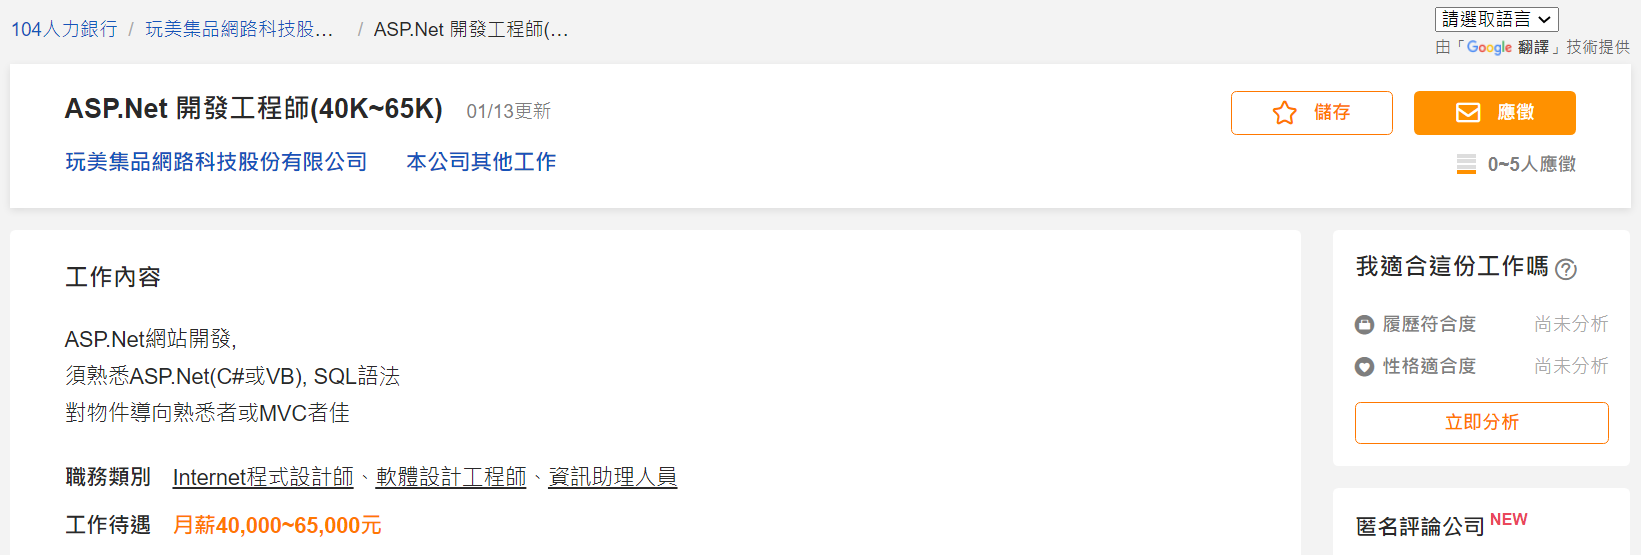 104人力銀行 / 玩美集品網路科技股... / ASP.Net 開發工程師(...
請選取語言
由「Google 翻譯」技術提供
ASP.Net 開發工程師(40K~65K) 01/13更新
儲存
應徵
玩美集品網路科技股份有限公司 本公司其他工作
0~5人應徵
工作內容
ASP.Net網站開發,
須熟悉ASP.Net(C#或VB), SQL語法
對物件導向熟悉者或MVC者佳
職務類別 Internet程式設計師、軟體設計工程師、資訊助理人員
工作待遇 月薪40,000~65,000元
我適合這份工作嗎
履歷符合度 尚未分析
性格適合度 尚未分析
立即分析
匿名評論公司 NEW